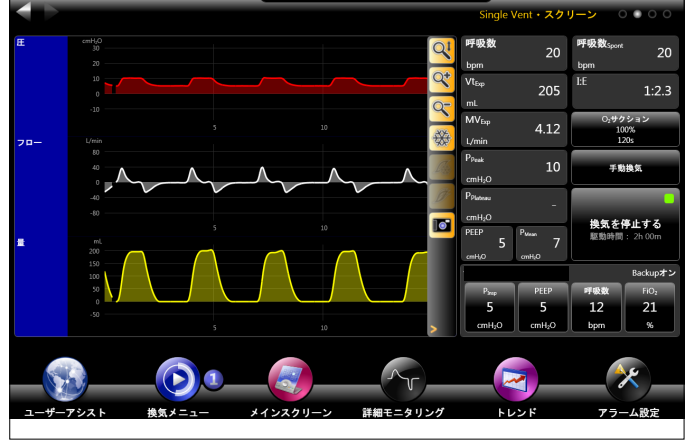 Single Vent・スクリーン
圧
cmH₂O
30
20
10
0
-10
5
10
フロー
L/min
80
40
0
-40
-80
量
mL
200
150
100
50
0
-50
5
10
呼吸数
20
bpm
呼吸数Spont
20
bpm
VtExp
205
mL
I:E
1:2.3
MVExp
4.12
L/min
O₂サクション
100%
120s
PPeak
10
cmH₂O
手動換気
PPlateau
-
cmH₂O
換気を停止する
駆動時間： 2h 00m
PEEP
5
cmH₂O
PMean
7
cmH₂O
Backupオン
PInsp
5
cmH₂O
PEEP
5
cmH₂O
呼吸数
12
bpm
FiO₂
21
%
1
ユーザーアシスト
換気メニュー
メインスクリーン
詳細モニタリング
トレンド
アラーム設定